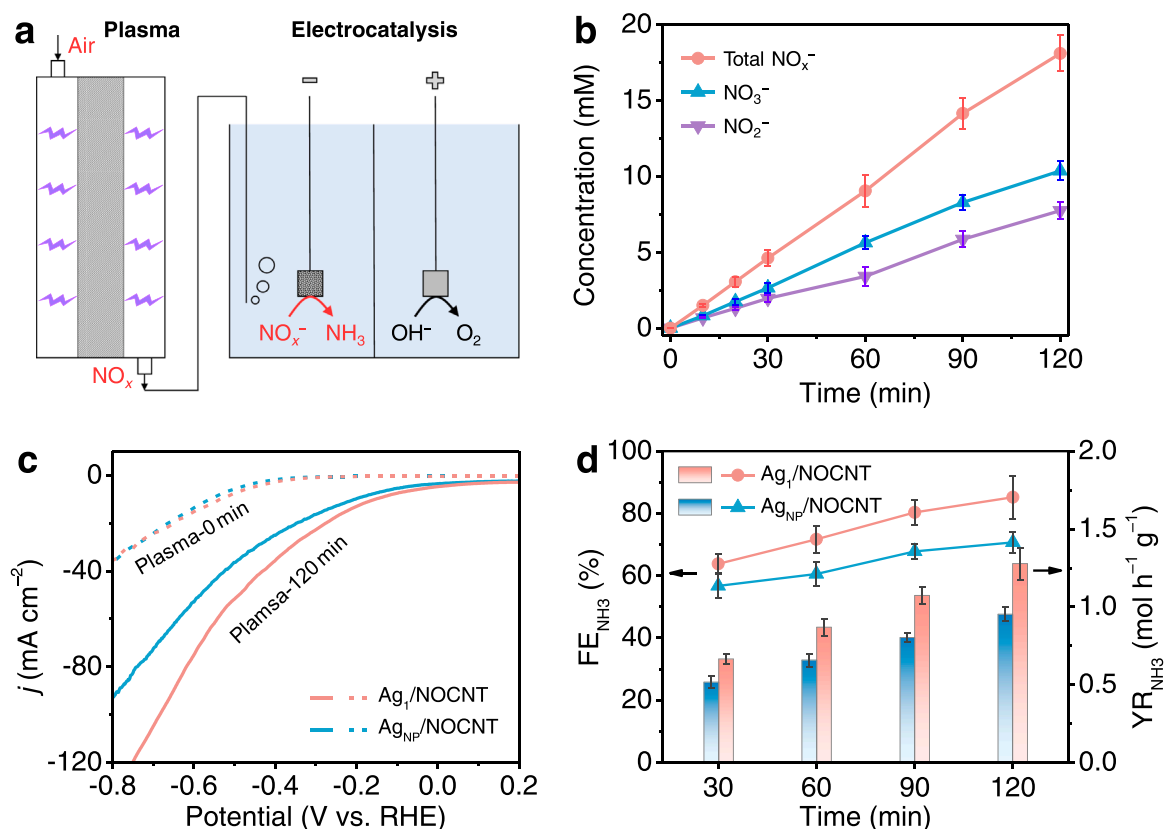 a
Plasma
Electrocatalysis
Air
− +
NOₓ⁻ NH₃
OH⁻ O₂
NOₓ
b
Concentration (mM)
20
15
10
5
0
Total NOₓ⁻
NO₃⁻
NO₂⁻
0 30 60 90 120
Time (min)
c
j (mA cm⁻²)
0
-40
-80
-120
Plasma-0 min
Plamsa-120 min
Ag₁/NOCNT
Ag_NP/NOCNT
-0.8 -0.6 -0.4 -0.2 0.0 0.2
Potential (V vs. RHE)
d
FE_NH3 (%)
100
80
60
40
20
0
Ag₁/NOCNT
Ag_NP/NOCNT
2.0
1.5
1.0
0.5
0.0
YR_NH3 (mol h⁻¹ g⁻¹)
30 60 90 120
Time (min)